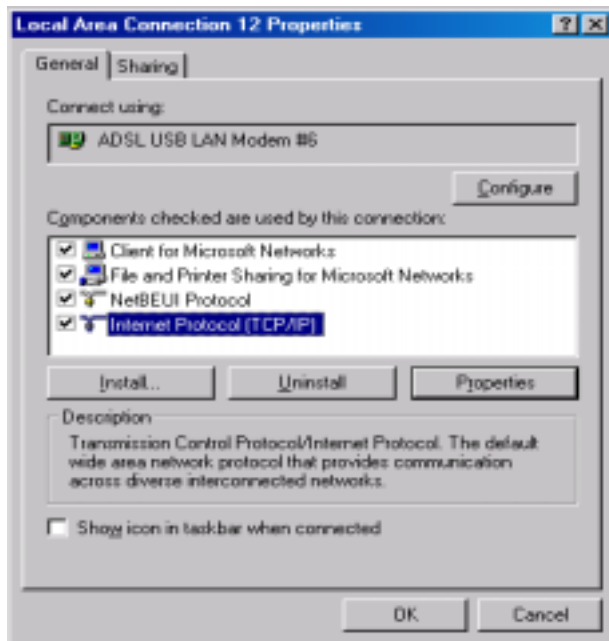 Local Area Connection 12 Properties
General Sharing
Connect using:
ADSL USB LAN Modem #6
Configure
Components checked are used by this connection:
Client for Microsoft Networks
File and Printer Sharing for Microsoft Networks
NetBEUI Protocol
Internet Protocol (TCP/IP)
Install... Uninstall Properties
Description
Transmission Control Protocol/Internet Protocol. The default
wide area network protocol that provides communication
across diverse interconnected networks.
Show icon in taskbar when connected
OK Cancel